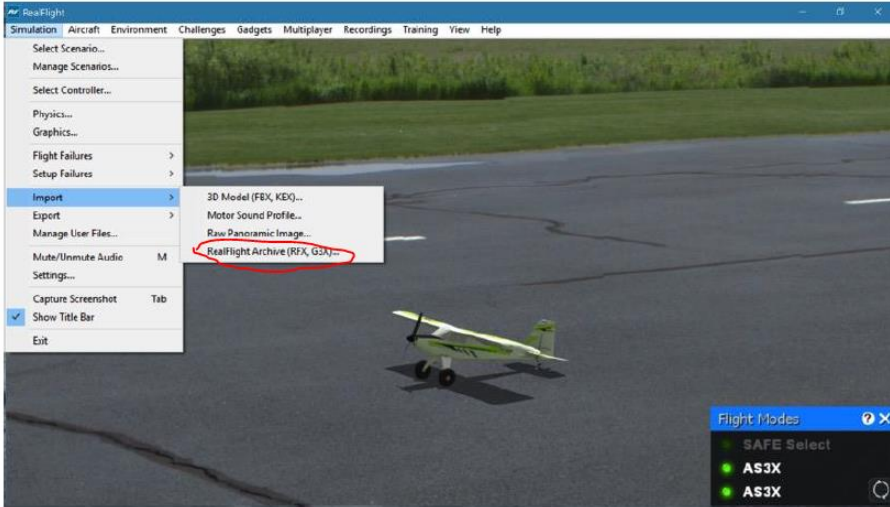 RealFlight
Simulation Aircraft Environment Challenges Gadgets Multiplayer Recordings Training View Help
Select Scenario...
Manage Scenarios...
Select Controller...
Physics...
Graphics...
Flight Failures
Setup Failures
Import
3D Model (FBX, KEX)...
Export
Motor Sound Profile...
Manage User Files...
Raw Panoramic Image...
Mute/Unmute Audio M
RealFlight Archive (RFX, G3X)...
Settings...
Capture Screenshot Tab
Show Title Bar
Exit
Flight Modes
SAFE Select
AS3X
AS3X